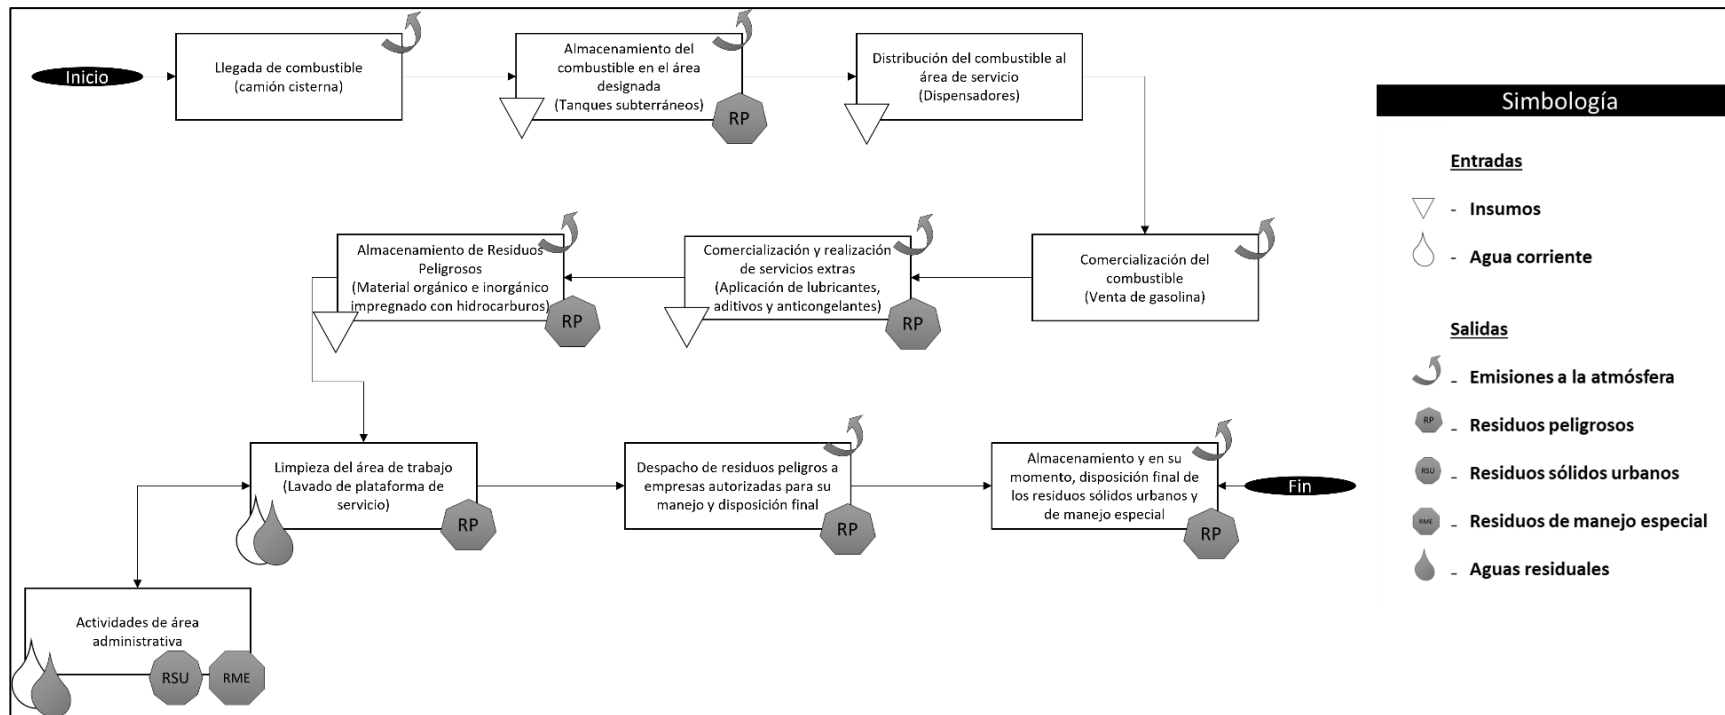 Inicio
Llegada de combustible
(camión cisterna)
Almacenamiento del
combustible en el área
designada
(Tanques subterráneos)
RP
Distribución del combustible al
área de servicio
(Dispensadores)
Almacenamiento de Residuos
Peligrosos
(Material orgánico e inorgánico
impregnado con hidrocarburos)
RP
Comercialización y realización
de servicios extras
(Aplicación de lubricantes,
aditivos y anticongelantes)
RP
Comercialización del
combustible
(Venta de gasolina)
Limpieza del área de trabajo
(Lavado de plataforma de
servicio)
RP
Despacho de residuos peligros a
empresas autorizadas para su
manejo y disposición final
RP
Almacenamiento y en su
momento, disposición final de
los residuos sólidos urbanos y
de manejo especial
RP
Fin
Actividades de área
administrativa
RSU
RME
Simbología
Entradas
- Insumos
- Agua corriente
Salidas
- Emisiones a la atmósfera
RP - Residuos peligrosos
RSU - Residuos sólidos urbanos
RME - Residuos de manejo especial
- Aguas residuales